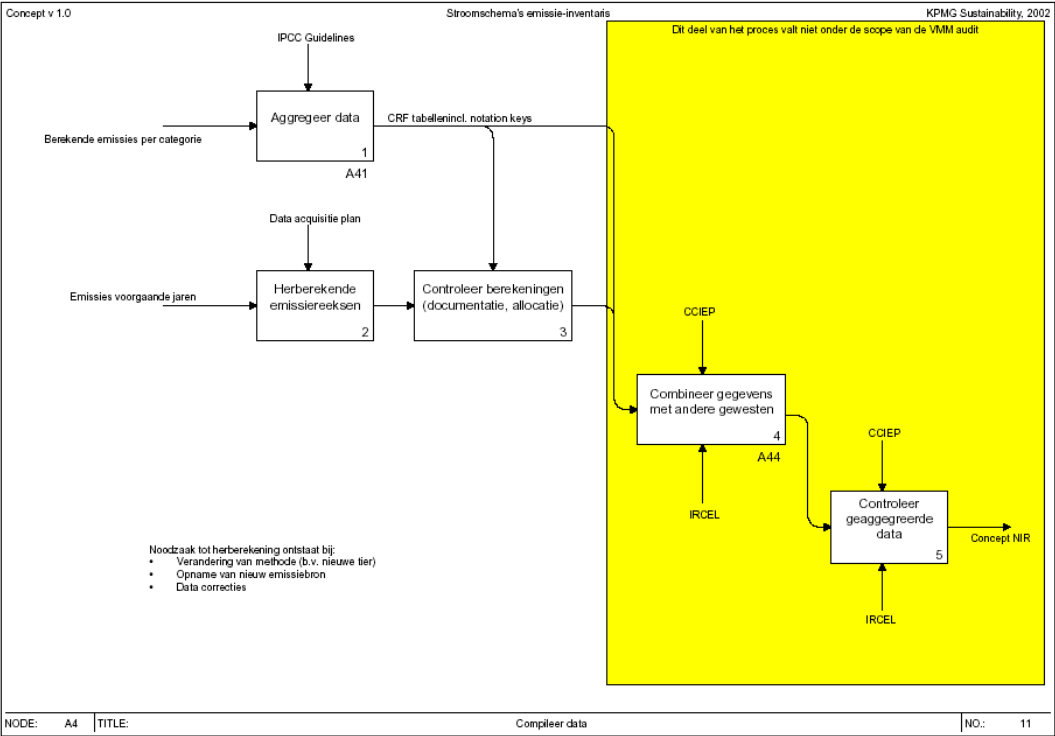 Concept v 1.0
Stroomschema's emissie-inventaris
KPMG Sustainability, 2002
Dit deel van het proces valt niet onder de scope van de VMM audit
IPCC Guidelines
Aggregeer data
1
A41
Berekende emissies per categorie
CRF tabellenincl. notation keys
Data acquisitie plan
Emissies voorgaande jaren
Herberekende
emissiereeksen
2
Controleer berekeningen
(documentatie, allocatie)
3
CCIEP
Combineer gegevens
met andere gewesten
4
A44
IRCEL
CCIEP
Controleer
geaggegreerde
data
5
Concept NIR
IRCEL
Noodzaak tot herberekening ontstaat bij:
• Verandering van methode (b.v. nieuwe tier)
• Opname van nieuw emissiebron
• Data correcties
NODE: A4
TITLE:
Compileer data
NO.: 11